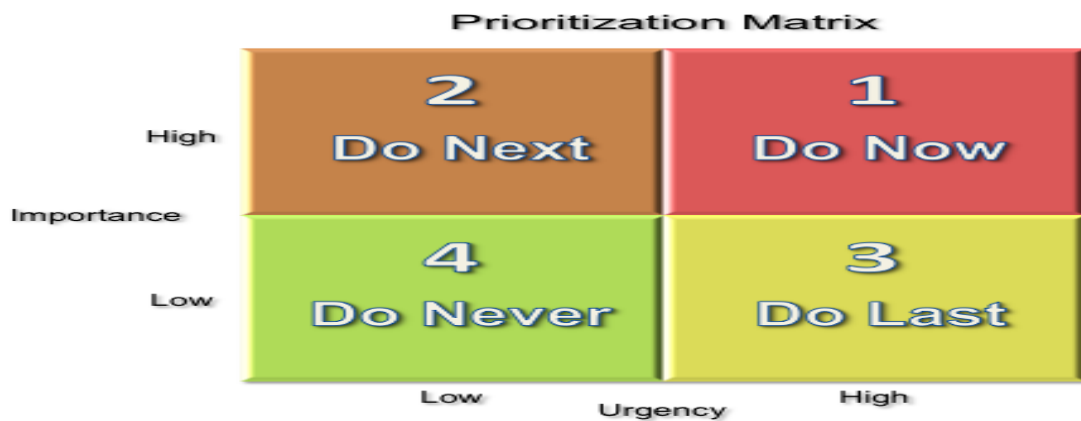 Prioritization Matrix
2
Do Next
1
Do Now
High
Importance
4
Do Never
3
Do Last
Low
Low
High
Urgency